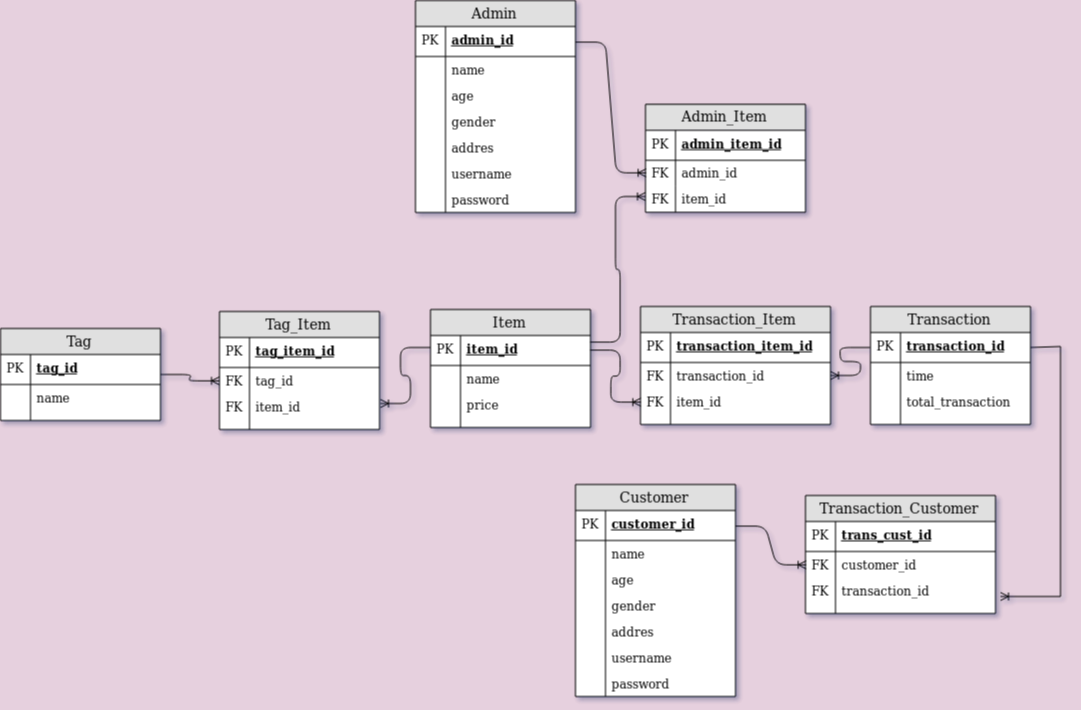 Admin
PK admin_id
name
age
gender
addres
username
password
Admin_Item
PK admin_item_id
FK admin_id
FK item_id
Tag
PK tag_id
name
Tag_Item
PK tag_item_id
FK tag_id
FK item_id
Item
PK item_id
name
price
Transaction_Item
PK transaction_item_id
FK transaction_id
FK item_id
Transaction
PK transaction_id
time
total_transaction
Customer
PK customer_id
name
age
gender
addres
username
password
Transaction_Customer
PK trans_cust_id
FK customer_id
FK transaction_id